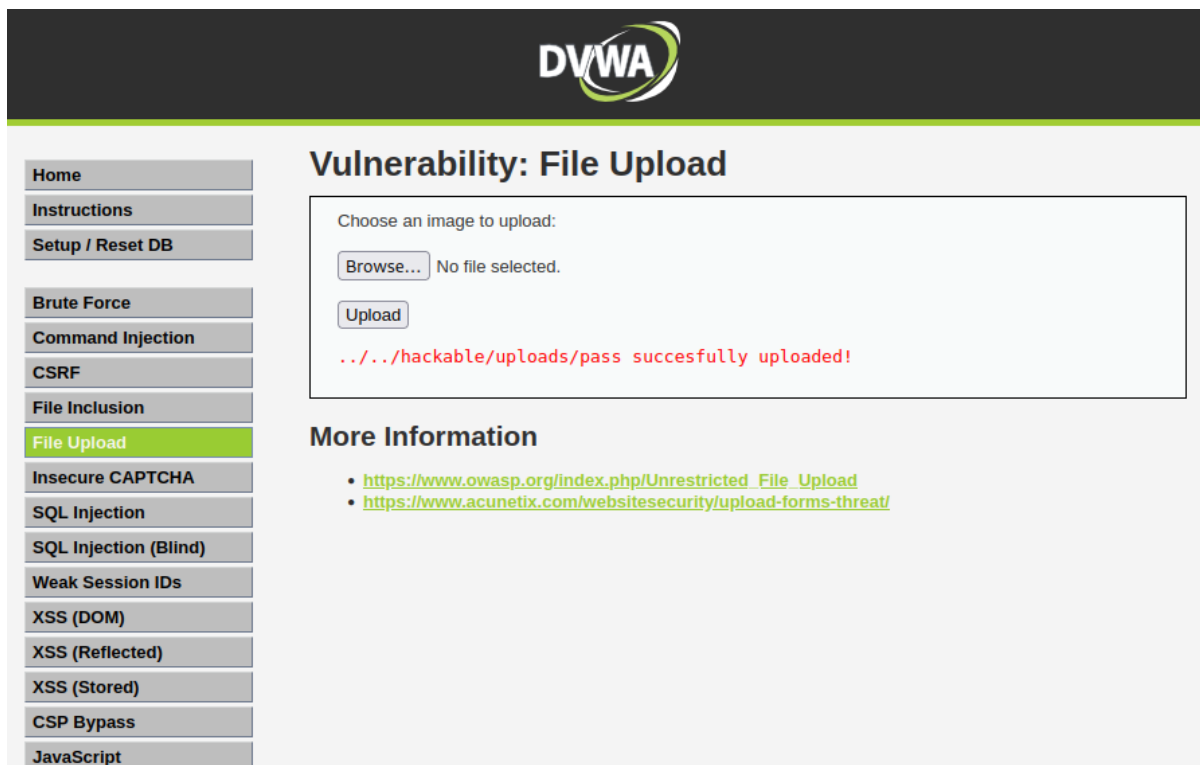 DVWA
Home
Instructions
Setup / Reset DB
Brute Force
Command Injection
CSRF
File Inclusion
File Upload
Insecure CAPTCHA
SQL Injection
SQL Injection (Blind)
Weak Session IDs
XSS (DOM)
XSS (Reflected)
XSS (Stored)
CSP Bypass
JavaScript
Vulnerability: File Upload
Choose an image to upload:
Browse... No file selected.
Upload
../../hackable/uploads/pass succesfully uploaded!
More Information
https://www.owasp.org/index.php/Unrestricted_File_Upload
https://www.acunetix.com/websitesecurity/upload-forms-threat/